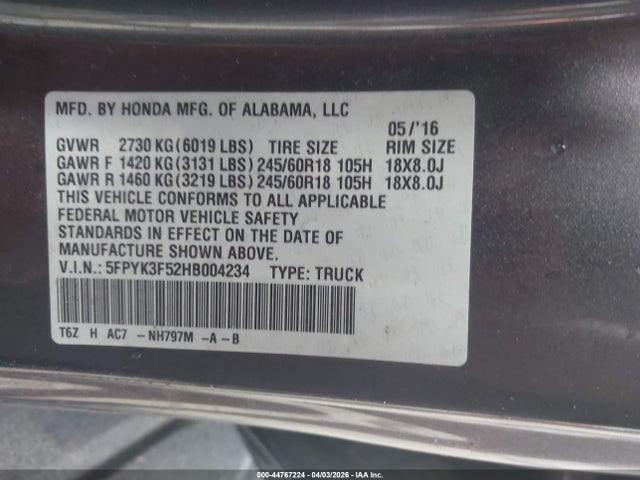 MFD. BY HONDA MFG. OF ALABAMA, LLC
05/'16
GVWR 2730 KG (6019 LBS) TIRE SIZE RIM SIZE
GAWR F 1420 KG (3131 LBS) 245/60R18 105H 18X8.0J
GAWR R 1460 KG (3219 LBS) 245/60R18 105H 18X8.0J
THIS VEHICLE CONFORMS TO ALL APPLICABLE
FEDERAL MOTOR VEHICLE SAFETY
STANDARDS IN EFFECT ON THE DATE OF
MANUFACTURE SHOWN ABOVE.
V.I.N.: 5FPYK3F52HB004234 TYPE: TRUCK
T6Z H AC7 -NH797M -A-B
000-44767224 - 04/03/2026 - IAA Inc.